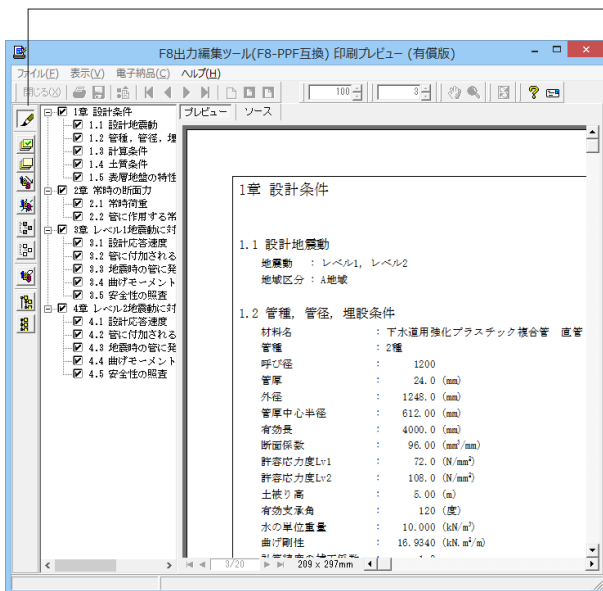 F8出力編集ツール(F8-PPF互換) 印刷プレビュー (有償版)
ファイル(F) 表示(V) 電子納品(C) ヘルプ(H)
閉じる(X) 100 3
プレビュー ソース
1章 設計条件
1.1 設計地震動
1.2 管種，管径，埋
1.3 計算条件
1.4 土質条件
1.5 表層地盤の特性
2章 常時の断面力
2.1 常時荷重
2.2 管に作用する常
3章 レベル1地震動に対
3.1 設計応答速度
3.2 管に付加される
3.3 地震時の管に発
3.4 曲げモーメント
3.5 安全性の照査
4章 レベル2地震動に対
4.1 設計応答速度
4.2 管に付加される
4.3 地震時の管に発
4.4 曲げモーメント
4.5 安全性の照査
1章 設計条件
1.1 設計地震動
地震動 : レベル1, レベル2
地域区分 : A地域
1.2 管種, 管径, 埋設条件
材料名 : 下水道用強化プラスチック複合管 直管
管種 : 2種
呼び径 : 1200
管厚 : 24.0 (mm)
外径 : 1248.0 (mm)
管厚中心半径 : 612.00 (mm)
有効長 : 4000.0 (mm)
断面係数 : 96.00 (mm³/mm)
許容応力度Lv1 : 72.0 (N/mm²)
許容応力度Lv2 : 108.0 (N/mm²)
土被り高 : 5.00 (m)
有効支承角 : 120 (度)
水の単位重量 : 10.000 (kN/m³)
曲げ剛性 : 16.9340 (kN.m²/m)
3/20 209 x 297mm